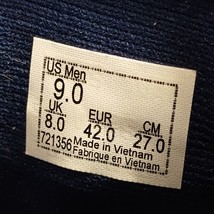 US Men
9.0
UK EUR CM
8.0 42.0 27.0
721356 Made in Vietnam
Fabrique en Vietnam